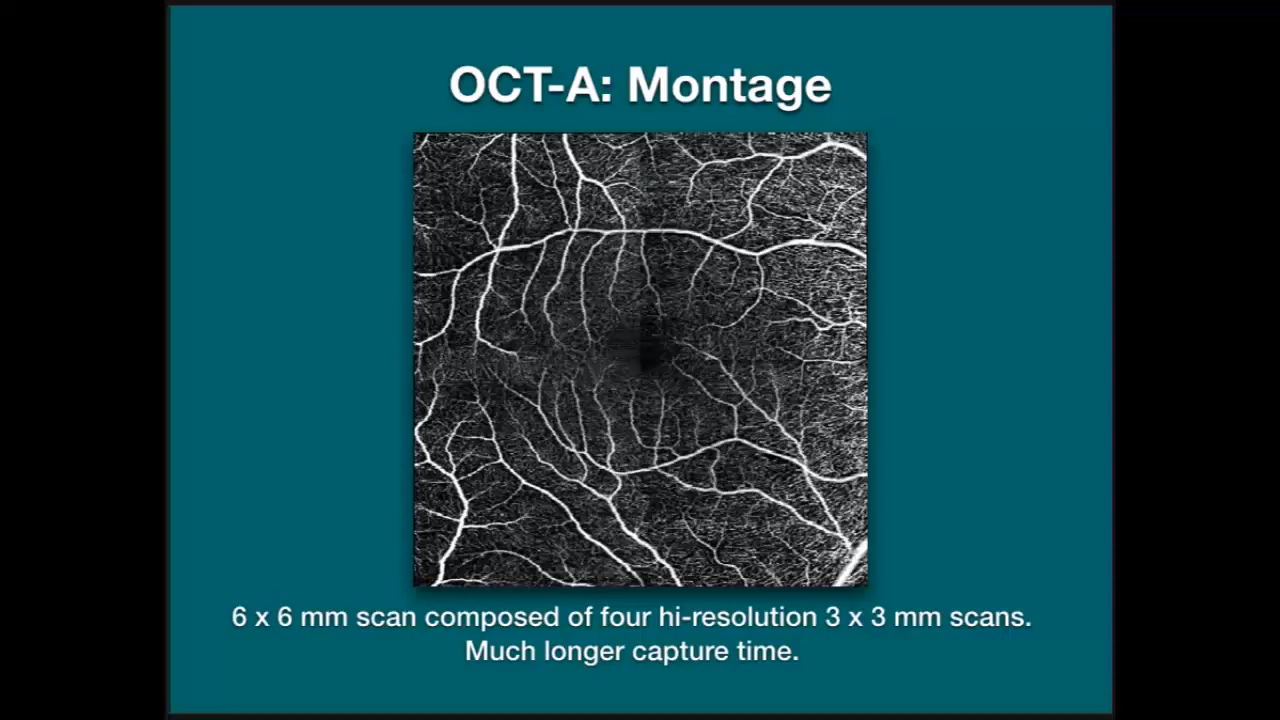 OCT-A: Montage
6 x 6 mm scan composed of four hi-resolution 3 x 3 mm scans.
Much longer capture time.